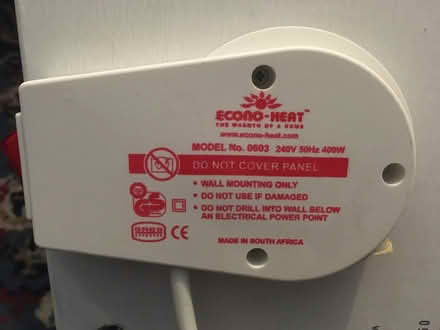 ECONO-HEAT™
THE WARMTH OF A HOME
www.econo-heat.com
MODEL No. 0603 240V 50Hz 400W
DO NOT COVER PANEL
• WALL MOUNTING ONLY
• DO NOT USE IF DAMAGED
• DO NOT DRILL INTO WALL BELOW
AN ELECTRICAL POWER POINT
CE
MADE IN SOUTH AFRICA